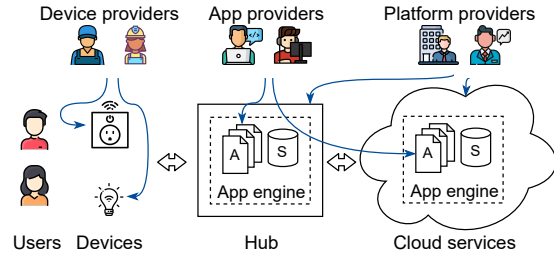 Device providers
App providers
Platform providers
A
S
App engine
A
S
App engine
Users
Devices
Hub
Cloud services